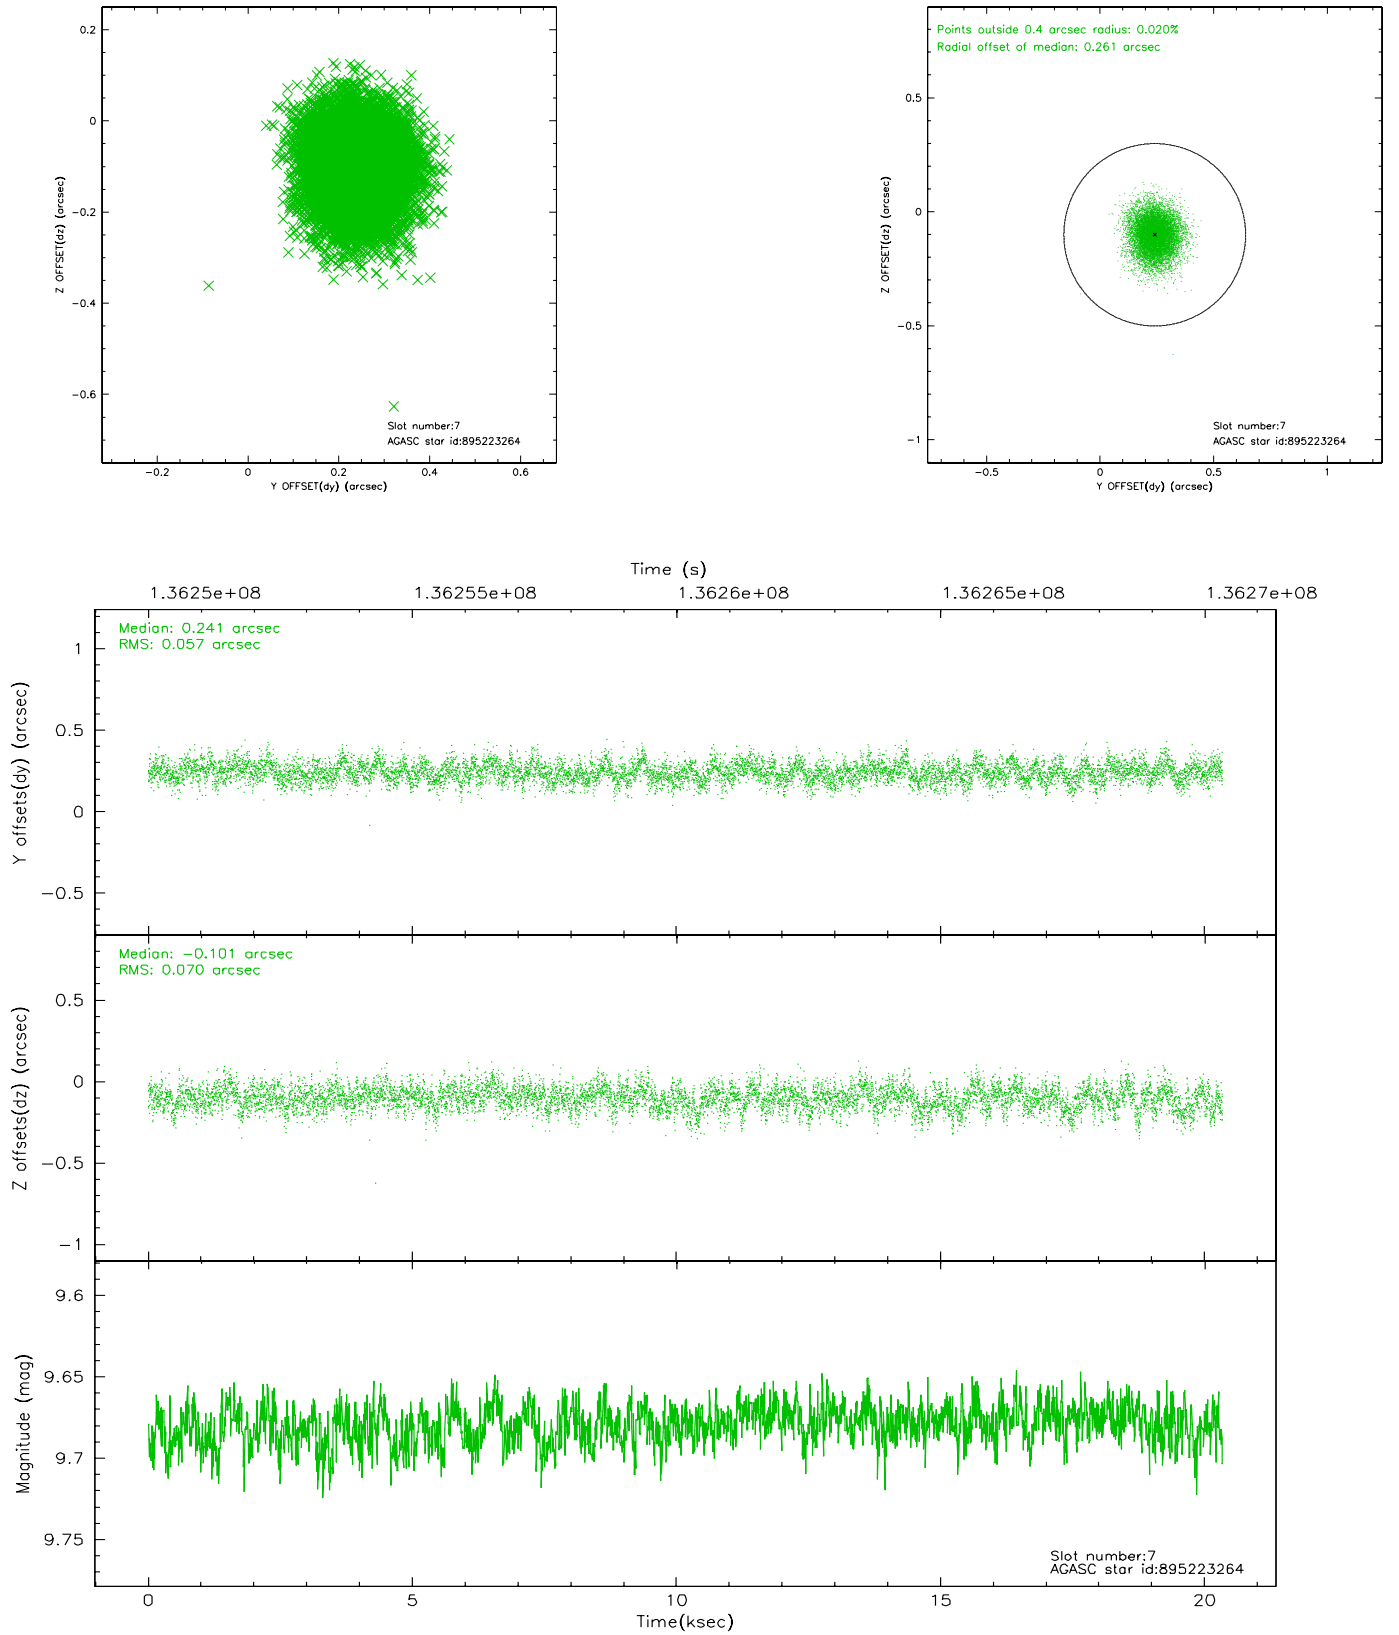 0.2
0
−0.2
−0.4
−0.6
Z OFFSET(dz) (arcsec)
Slot number:7
AGASC star id:895223264
−0.2 0 0.2 0.4 0.6
Y OFFSET(dy) (arcsec)
Points outside 0.4 arcsec radius: 0.020%
Radial offset of median: 0.261 arcsec
0.5
0
−0.5
−1
Z OFFSET(dz) (arcsec)
Slot number:7
AGASC star id:895223264
−0.5 0 0.5 1
Y OFFSET(dy) (arcsec)
Time (s)
1.3625e+08 1.36255e+08 1.3626e+08 1.36265e+08 1.3627e+08
Median: 0.241 arcsec
RMS: 0.057 arcsec
1
0.5
0
−0.5
Y offsets(dy) (arcsec)
Median: −0.101 arcsec
RMS: 0.070 arcsec
0.5
0
−0.5
−1
Z offsets(dz) (arcsec)
9.6
9.65
9.7
9.75
Magnitude (mag)
Slot number:7
AGASC star id:895223264
0 5 10 15 20
Time(ksec)